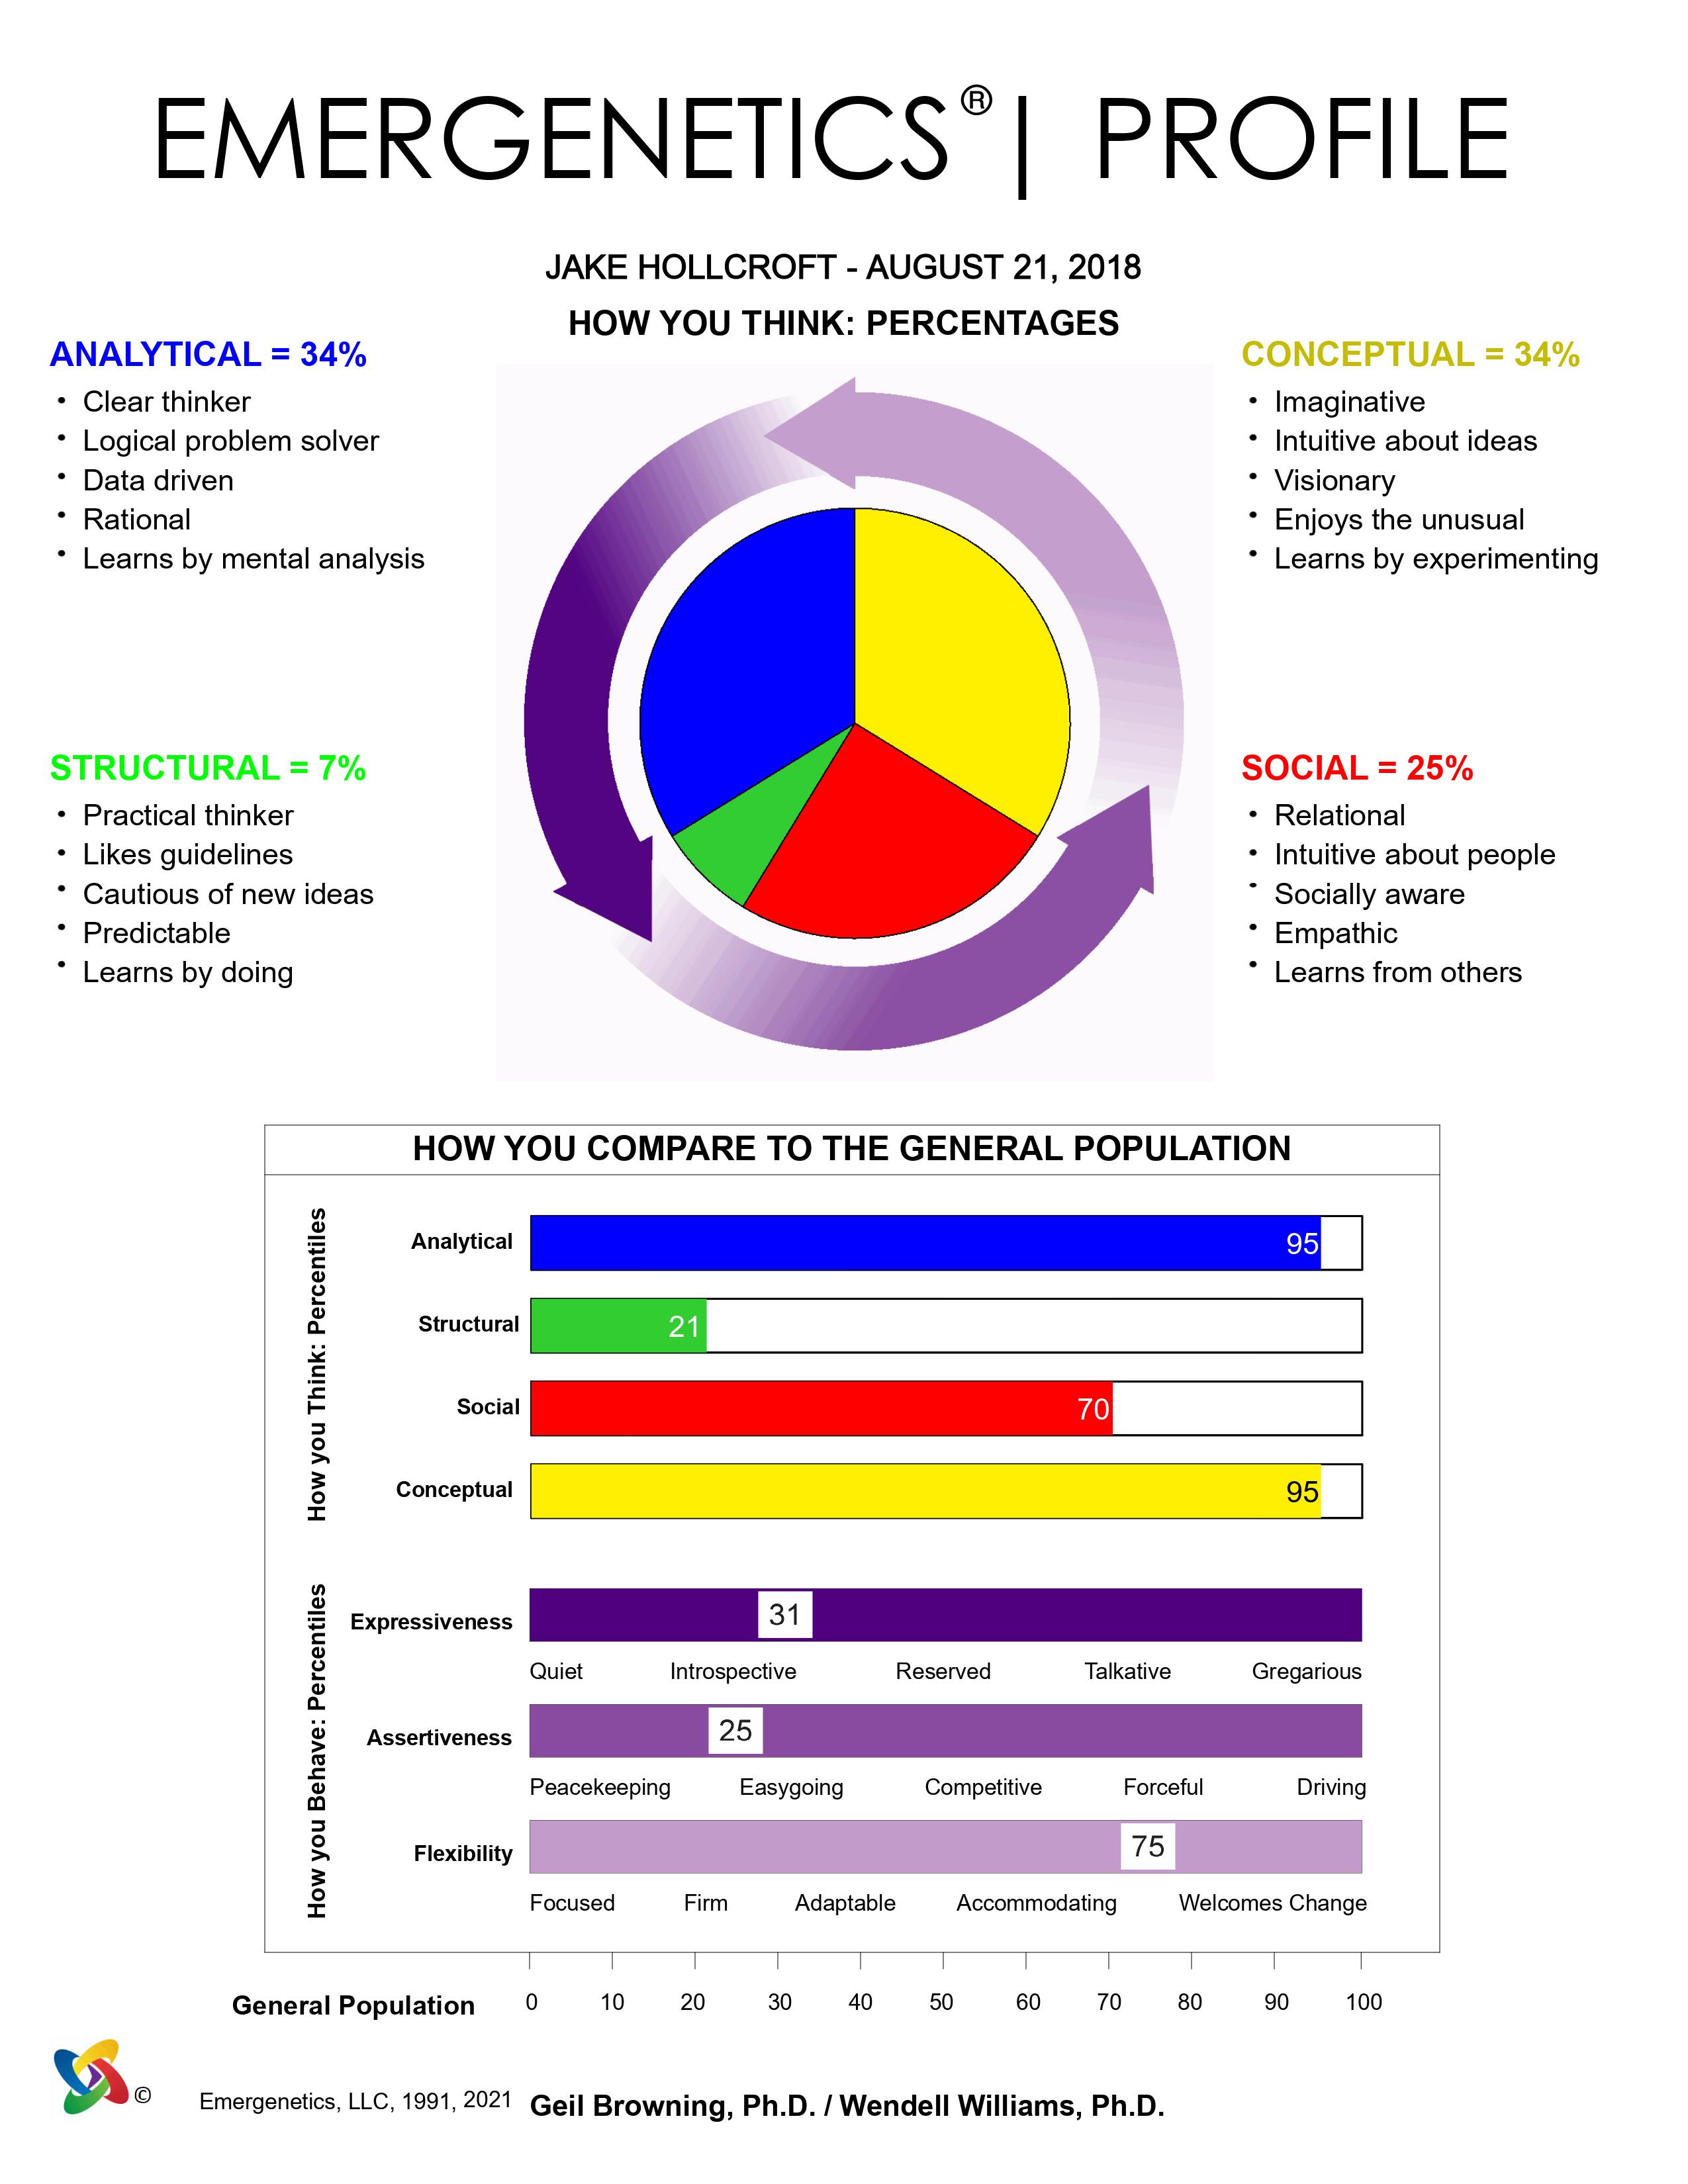 EMERGENETICS® | PROFILE
JAKE HOLLCROFT - AUGUST 21, 2018
HOW YOU THINK: PERCENTAGES
ANALYTICAL = 34%
• Clear thinker
• Logical problem solver
• Data driven
• Rational
• Learns by mental analysis
CONCEPTUAL = 34%
• Imaginative
• Intuitive about ideas
• Visionary
• Enjoys the unusual
• Learns by experimenting
STRUCTURAL = 7%
• Practical thinker
• Likes guidelines
• Cautious of new ideas
• Predictable
• Learns by doing
SOCIAL = 25%
• Relational
• Intuitive about people
• Socially aware
• Empathic
• Learns from others
HOW YOU COMPARE TO THE GENERAL POPULATION
How you Think: Percentiles
Analytical 95
Structural 21
Social 70
Conceptual 95
How you Behave: Percentiles
Expressiveness 31
Quiet Introspective Reserved Talkative Gregarious
Assertiveness 25
Peacekeeping Easygoing Competitive Forceful Driving
Flexibility 75
Focused Firm Adaptable Accommodating Welcomes Change
General Population 0 10 20 30 40 50 60 70 80 90 100
© Emergenetics, LLC, 1991, 2021 Geil Browning, Ph.D. / Wendell Williams, Ph.D.